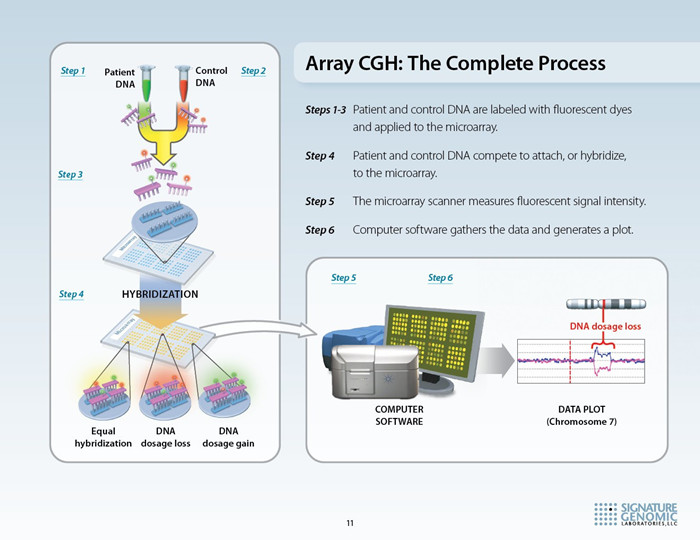 Array CGH: The Complete Process
Steps 1-3 Patient and control DNA are labeled with fluorescent dyes
and applied to the microarray.
Step 4 Patient and control DNA compete to attach, or hybridize,
to the microarray.
Step 5 The microarray scanner measures fluorescent signal intensity.
Step 6 Computer software gathers the data and generates a plot.
Step 1
Patient
DNA
Control
DNA
Step 2
Step 3
Step 4
HYBRIDIZATION
Equal
hybridization
DNA
dosage loss
DNA
dosage gain
Step 5
Step 6
COMPUTER
SOFTWARE
DNA dosage loss
DATA PLOT
(Chromosome 7)
11
SIGNATURE
GENOMIC
LABORATORIES, LLC